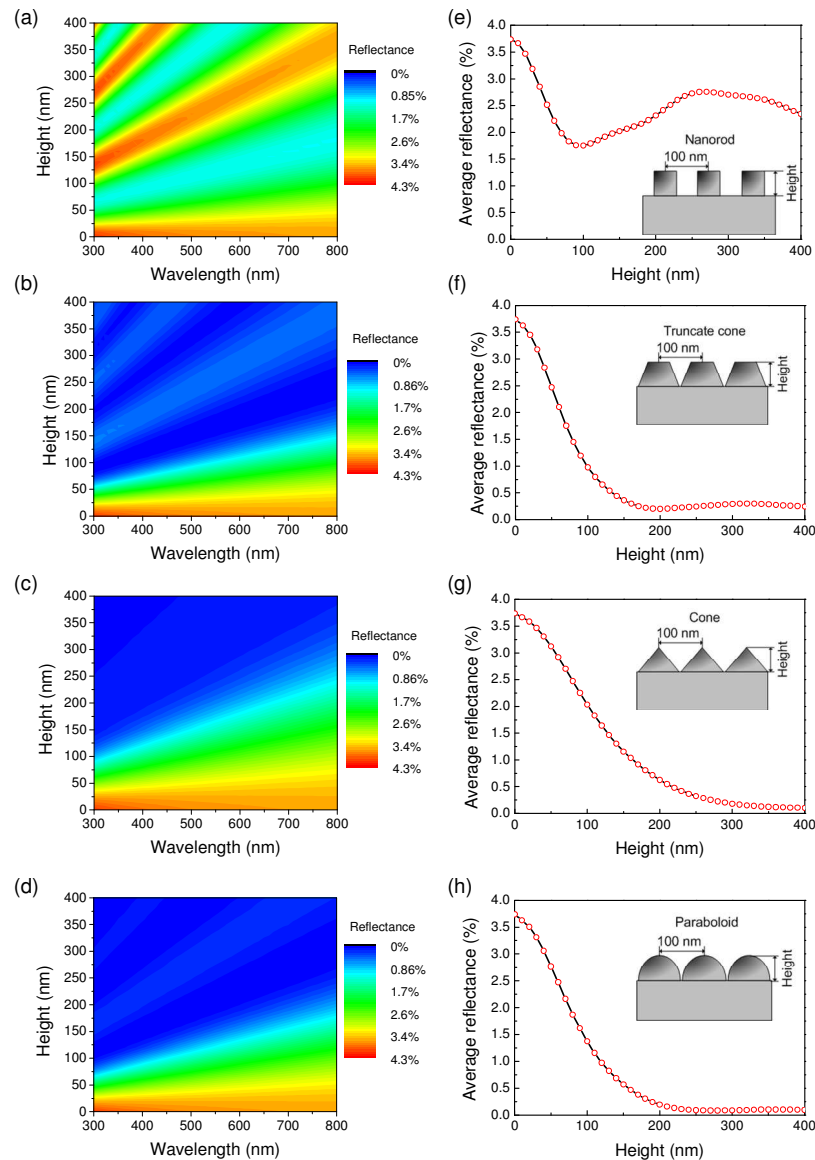 (a)
400
350
300
250
200
150
100
50
0
300 400 500 600 700 800
Height (nm)
Wavelength (nm)
Reflectance
0%
0.85%
1.7%
2.6%
3.4%
4.3%
(e)
4.0
3.5
3.0
2.5
2.0
1.5
1.0
0.5
0.0
0 100 200 300 400
Average reflectance (%)
Height (nm)
Nanorod
100 nm
Height
(b)
400
350
300
250
200
150
100
50
0
300 400 500 600 700 800
Height (nm)
Wavelength (nm)
Reflectance
0%
0.86%
1.7%
2.6%
3.4%
4.3%
(f)
4.0
3.5
3.0
2.5
2.0
1.5
1.0
0.5
0.0
0 100 200 300 400
Average reflectance (%)
Height (nm)
Truncate cone
100 nm
Height
(c)
400
350
300
250
200
150
100
50
0
300 400 500 600 700 800
Height (nm)
Wavelength (nm)
Reflectance
0%
0.86%
1.7%
2.6%
3.4%
4.3%
(g)
4.0
3.5
3.0
2.5
2.0
1.5
1.0
0.5
0.0
0 100 200 300 400
Average reflectance (%)
Height (nm)
Cone
100 nm
Height
(d)
400
350
300
250
200
150
100
50
0
300 400 500 600 700 800
Height (nm)
Wavelength (nm)
Reflectance
0%
0.86%
1.7%
2.6%
3.4%
4.3%
(h)
4.0
3.5
3.0
2.5
2.0
1.5
1.0
0.5
0.0
0 100 200 300 400
Average reflectance (%)
Height (nm)
Paraboloid
100 nm
Height